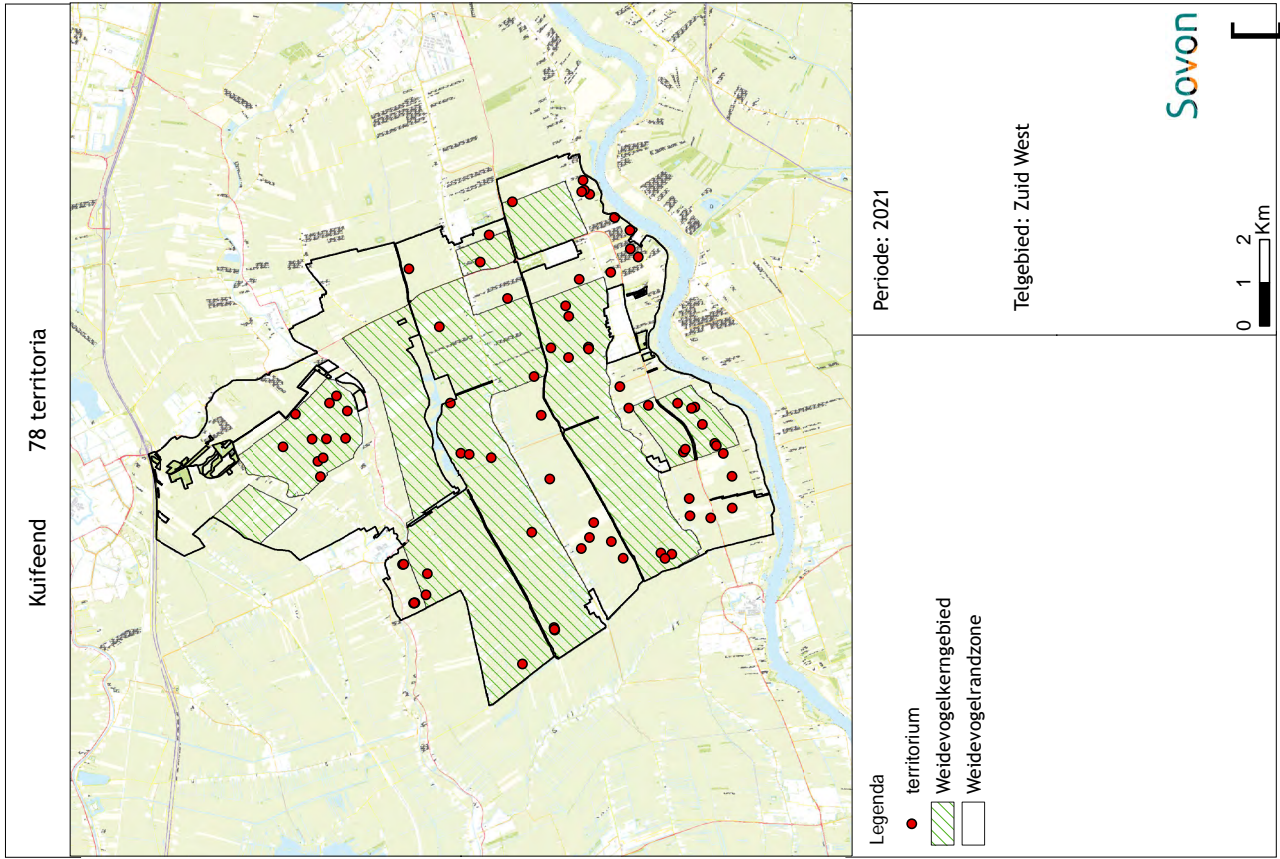 Kuifeend 78 territoria
Legenda
territorium
Weidevogelkerngebied
Weidevogelrandzone
Periode: 2021
Telgebied: Zuid West
0 1 2
Km
Sovon